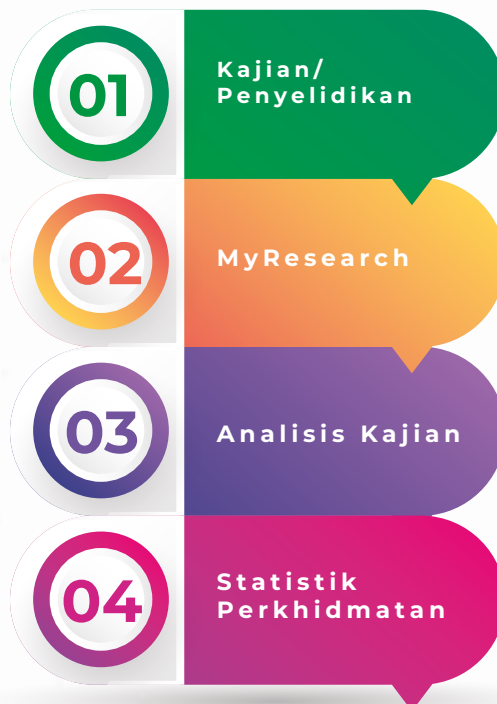 01
Kajian/
Penyelidikan
02
MyResearch
03
Analisis Kajian
04
Statistik
Perkhidmatan